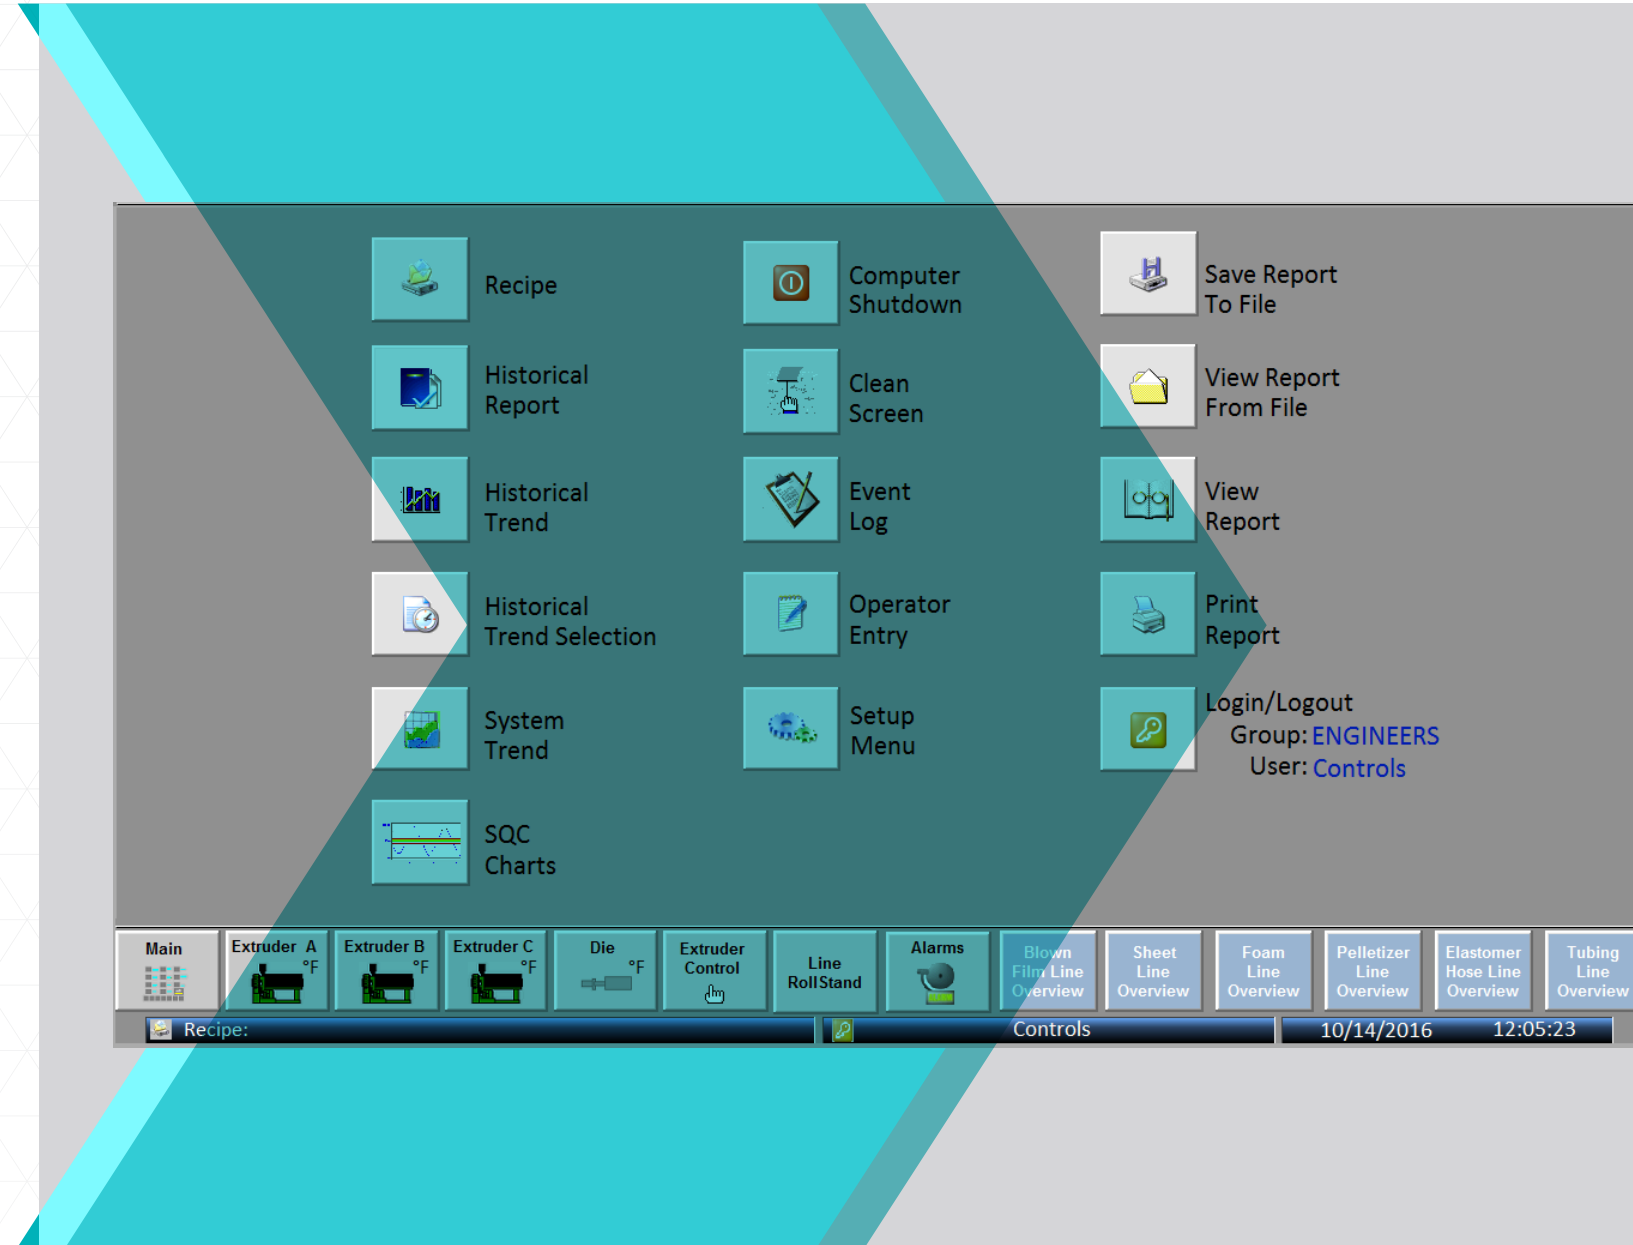 Recipe
Historical
Report
Historical
Trend
Historical
Trend Selection
System
Trend
SQC
Charts
Computer
Shutdown
Clean
Screen
Event
Log
Operator
Entry
Setup
Menu
Save Report
To File
View Report
From File
View
Report
Print
Report
Login/Logout
Group: ENGINEERS
User: Controls
Main
Extruder A
°F
Extruder B
°F
Extruder C
°F
Die
°F
Extruder
Control
Line
RollStand
Alarms
Blown
Film Line
Overview
Sheet
Line
Overview
Foam
Line
Overview
Pelletizer
Line
Overview
Elastomer
Hose Line
Overview
Tubing
Line
Overview
Recipe:
Controls
10/14/2016 12:05:23